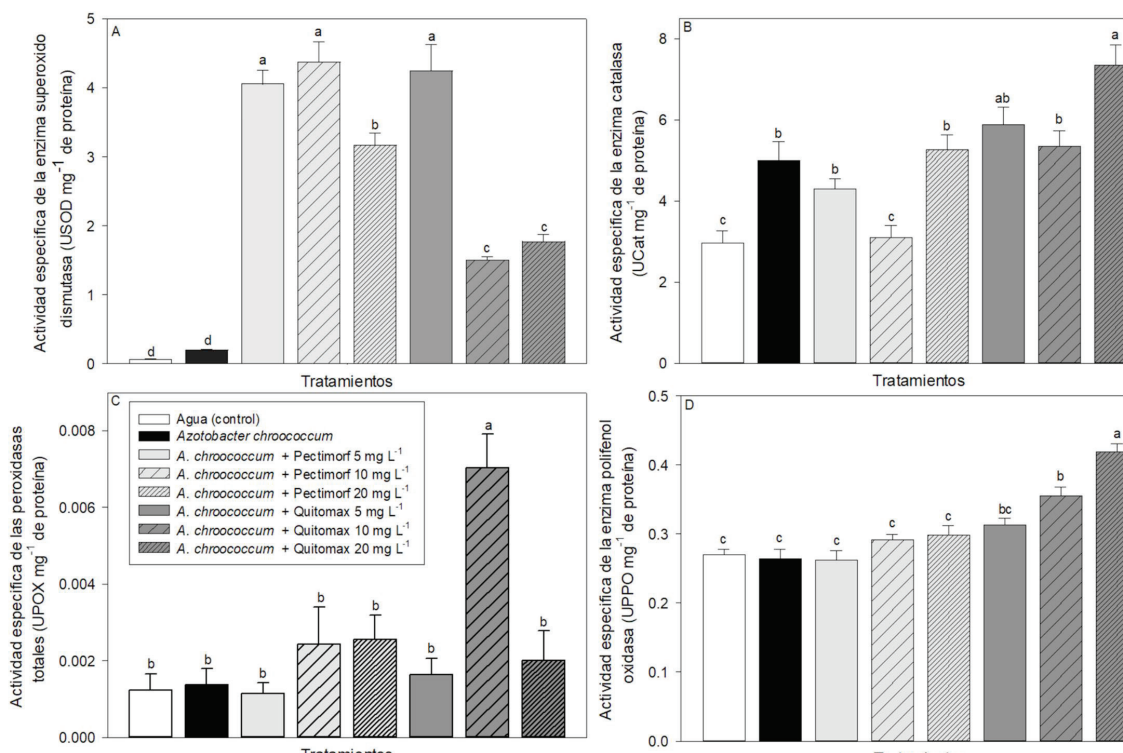 A
Actividad específica de la enzima superoxido
dismutasa (USOD mg⁻¹ de proteína)
5
4
3
2
1
0
d
d
a
a
b
a
c
c
Tratamientos
B
Actividad específica de la enzima catalasa
(UCat mg⁻¹ de proteína)
8
6
4
2
0
c
b
b
c
b
ab
b
a
Tratamientos
C
Actividad específica de las peroxidasas
totales (UPOX mg⁻¹ de proteína)
0.008
0.006
0.004
0.002
0.000
Agua (control)
Azotobacter chroococcum
A. chroococcum + Pectimorf 5 mg L⁻¹
A. chroococcum + Pectimorf 10 mg L⁻¹
A. chroococcum + Pectimorf 20 mg L⁻¹
A. chroococcum + Quitomax 5 mg L⁻¹
A. chroococcum + Quitomax 10 mg L⁻¹
A. chroococcum + Quitomax 20 mg L⁻¹
b
b
b
b
b
b
a
b
Tratamientos
D
Actividad específica de la enzima polifenol
oxidasa (UPPO mg⁻¹ de proteína)
0.5
0.4
0.3
0.2
0.1
0.0
c
c
c
c
c
bc
b
a